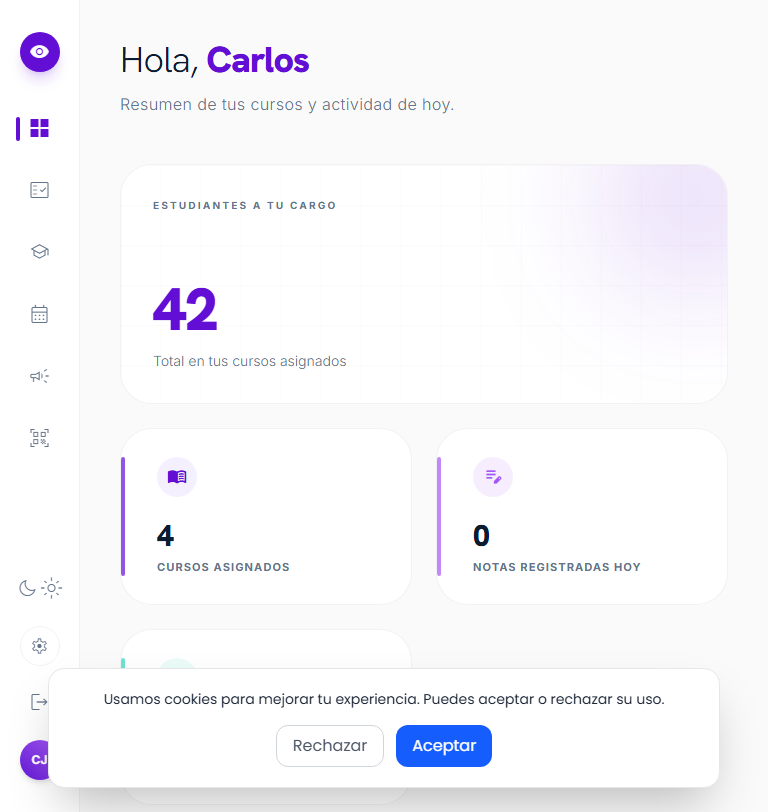 Hola, Carlos
Resumen de tus cursos y actividad de hoy.
ESTUDIANTES A TU CARGO
42
Total en tus cursos asignados
4
CURSOS ASIGNADOS
0
NOTAS REGISTRADAS HOY
Usamos cookies para mejorar tu experiencia. Puedes aceptar o rechazar su uso.
Rechazar
Aceptar
CJ